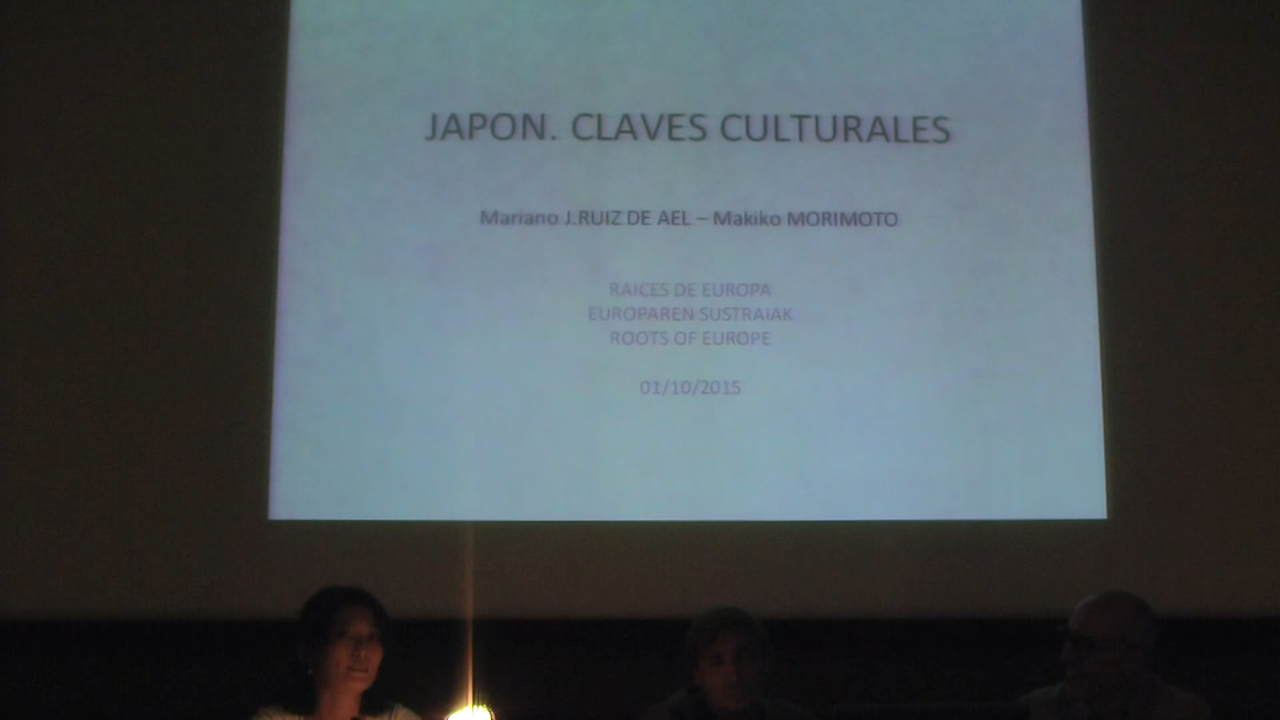 JAPON. CLAVES CULTURALES
Mariano J.RUIZ DE AEL – Makiko MORIMOTO
RAICES DE EUROPA
EUROPAREN SUSTRAIAK
ROOTS OF EUROPE
01/10/2015